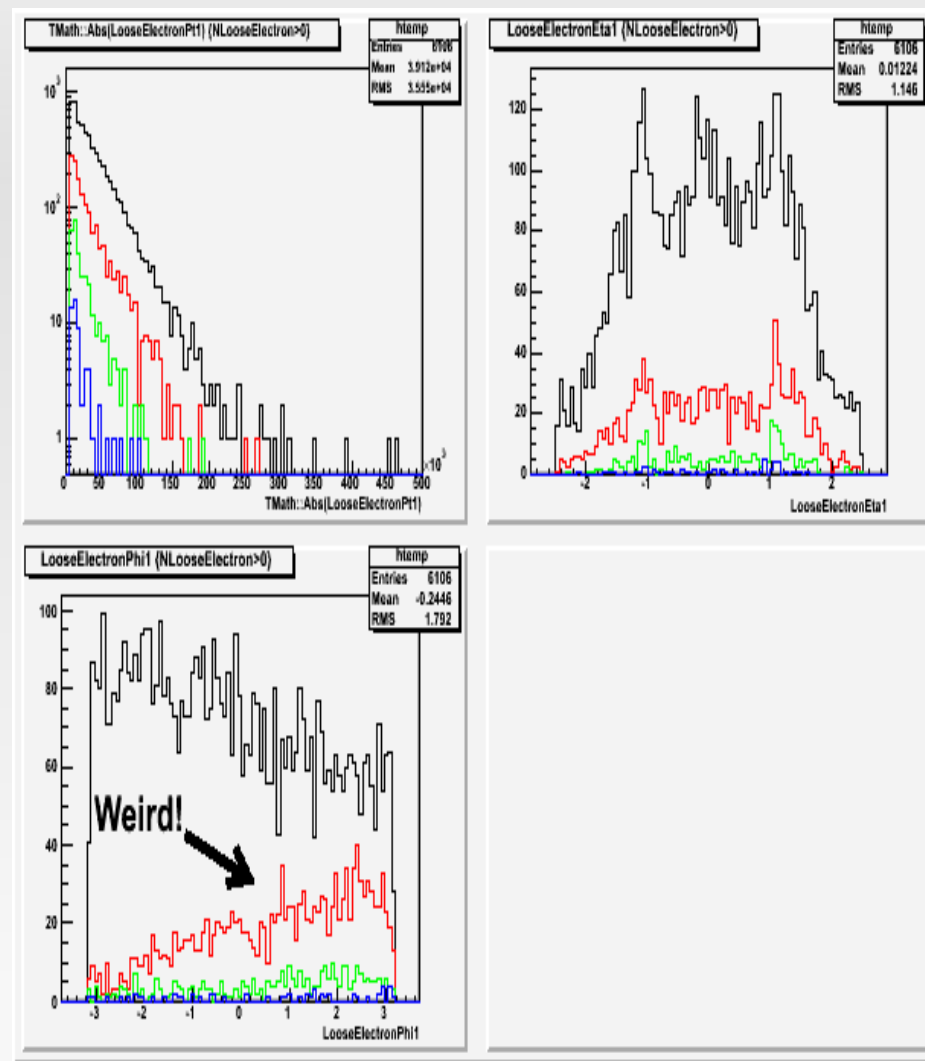 TMath::Abs(LooseElectronPt1) {NLooseElectron>0}
htemp
Entries 6106
Mean 3.912e+04
RMS 3.555e+04
10³
10²
10
1
0 50 100 150 200 250 300 350 400 450 500
×10³
TMath::Abs(LooseElectronPt1)
LooseElectronEta1 {NLooseElectron>0}
htemp
Entries 6106
Mean 0.01224
RMS 1.146
120
100
80
60
40
20
0
-2 -1 0 1 2
LooseElectronEta1
LooseElectronPhi1 {NLooseElectron>0}
htemp
Entries 6106
Mean -0.2446
RMS 1.792
100
80
60
Weird!
40
20
0
-3 -2 -1 0 1 2 3
LooseElectronPhi1